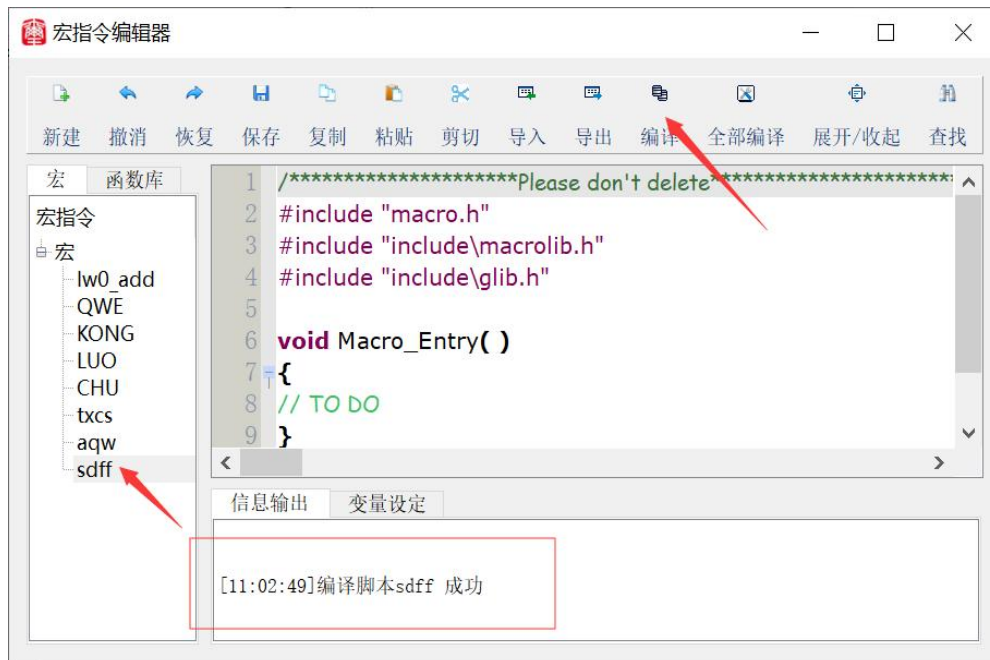 宏指令编辑器
新建 撤消 恢复 保存 复制 粘贴 剪切 导入 导出 编译 全部编译 展开/收起 查找
宏 函数库
宏指令
宏
lw0_add
QWE
KONG
LUO
CHU
txcs
aqw
sdff
1 /*********************Please don't delete***********************
2 #include "macro.h"
3 #include "include\macrolib.h"
4 #include "include\glib.h"
5
6 void Macro_Entry( )
7 {
8 // TO DO
9 }
信息输出 变量设定
[11:02:49]编译脚本sdff 成功